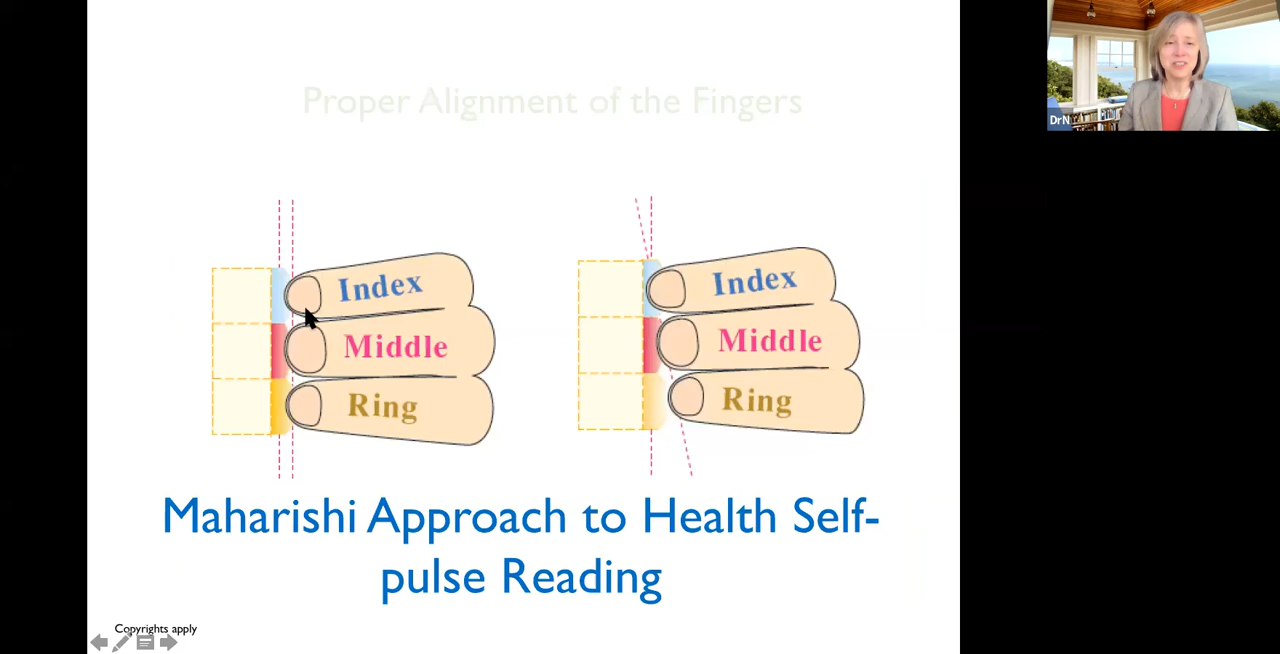 Proper Alignment of the Fingers
DrN
Index
Index
Middle
Middle
Ring
Ring
Maharishi Approach to Health Self-
pulse Reading
Copyrights apply